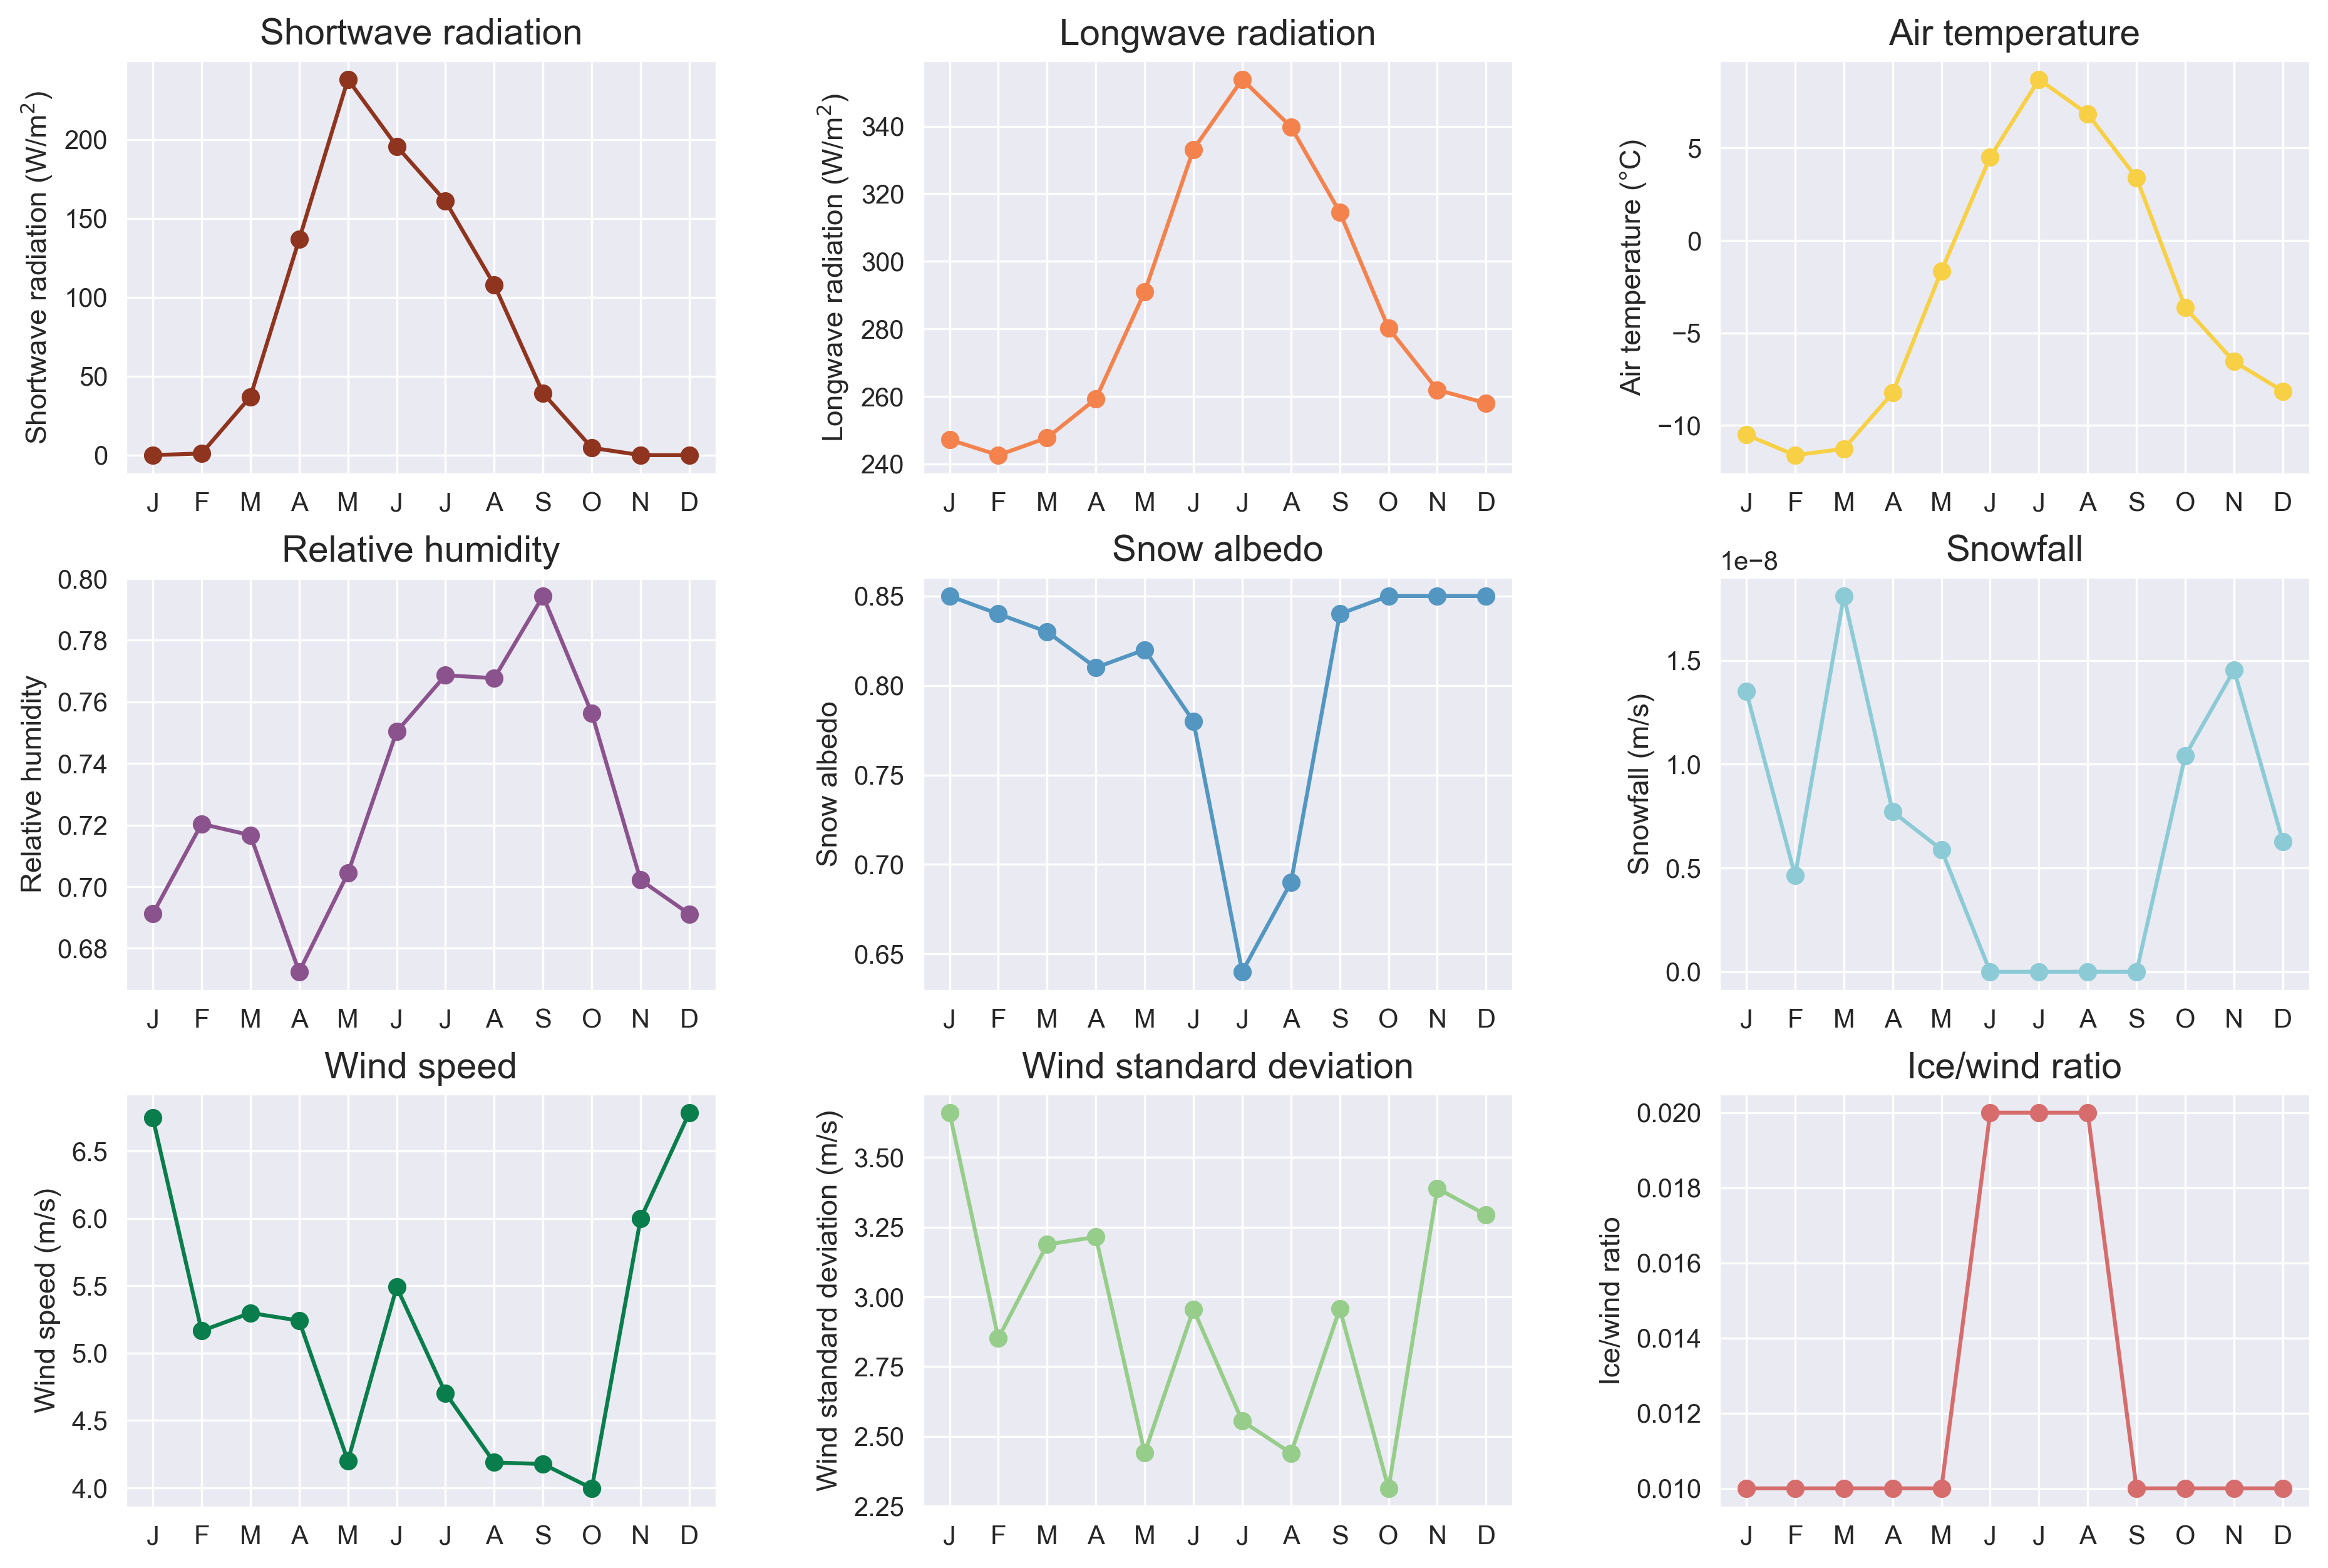 Shortwave radiation
Shortwave radiation (W/m²)
200
150
100
50
0
J F M A M J J A S O N D
Longwave radiation
Longwave radiation (W/m²)
340
320
300
280
260
240
J F M A M J J A S O N D
Air temperature
Air temperature (°C)
5
0
−5
−10
J F M A M J J A S O N D
Relative humidity
Relative humidity
0.80
0.78
0.76
0.74
0.72
0.70
0.68
J F M A M J J A S O N D
Snow albedo
Snow albedo
0.85
0.80
0.75
0.70
0.65
J F M A M J J A S O N D
Snowfall
1e−8
Snowfall (m/s)
1.5
1.0
0.5
0.0
J F M A M J J A S O N D
Wind speed
Wind speed (m/s)
6.5
6.0
5.5
5.0
4.5
4.0
J F M A M J J A S O N D
Wind standard deviation
Wind standard deviation (m/s)
3.50
3.25
3.00
2.75
2.50
2.25
J F M A M J J A S O N D
Ice/wind ratio
Ice/wind ratio
0.020
0.018
0.016
0.014
0.012
0.010
J F M A M J J A S O N D